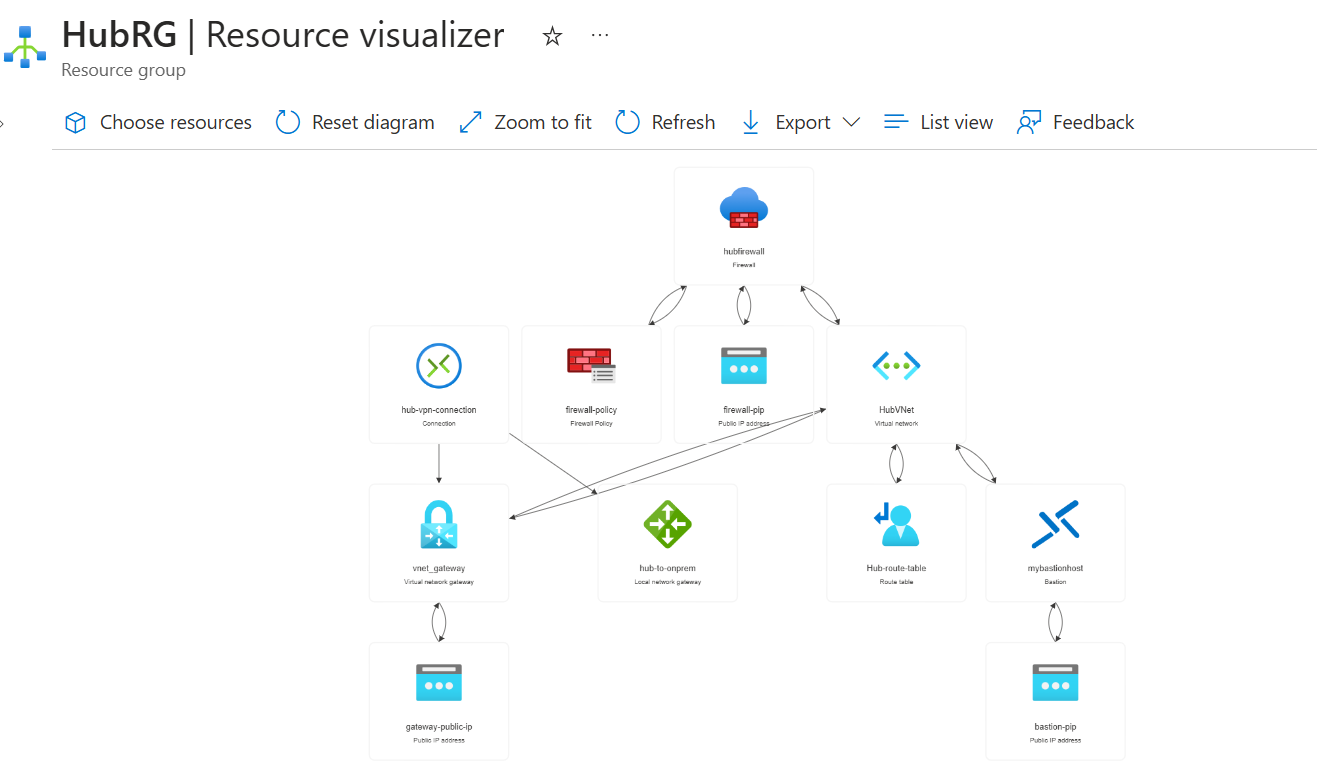 HubRG | Resource visualizer
Resource group
Choose resources Reset diagram Zoom to fit Refresh Export List view Feedback
hubfirewall
Firewall
hub-vpn-connection
Connection
firewall-policy
Firewall Policy
firewall-pip
Public IP address
HubVNet
Virtual network
vnet_gateway
Virtual network gateway
hub-to-onprem
Local network gateway
Hub-route-table
Route table
mybastionhost
Bastion
gateway-public-ip
Public IP address
bastion-pip
Public IP address